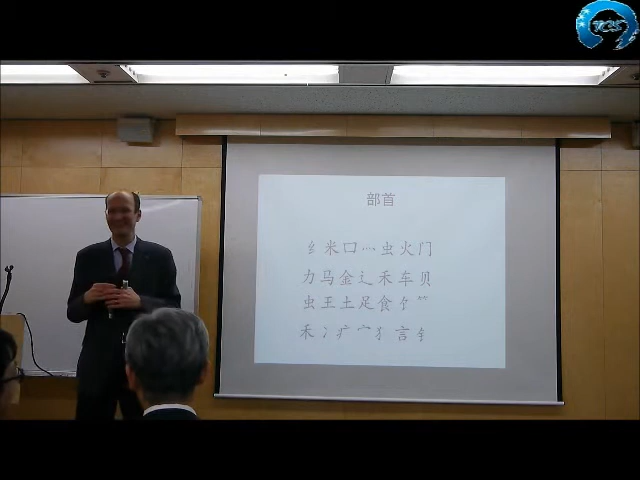 部首
纟米口灬虫火门
力马金辶禾车贝
虫王土足食饣⺮
禾冫疒宀犭言钅